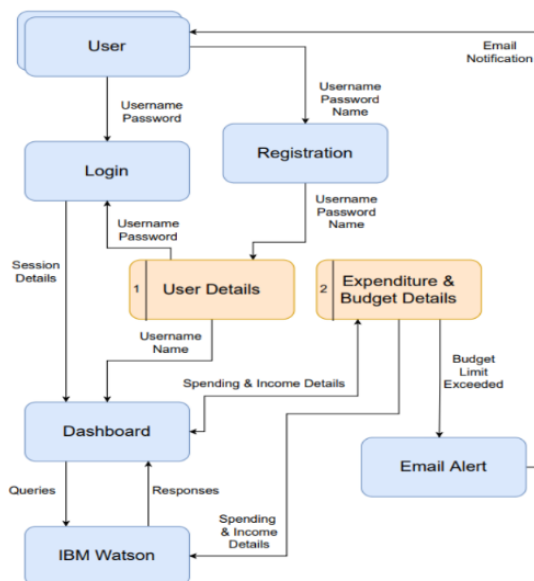 User
Email
Notification
Username
Password
Username
Password
Name
Login
Registration
Username
Password
Username
Password
Name
Session
Details
1
User Details
2
Expenditure &
Budget Details
Username
Name
Budget
Limit
Exceeded
Spending & Income Details
Dashboard
Email Alert
Queries
Responses
Spending
& Income
Details
IBM Watson